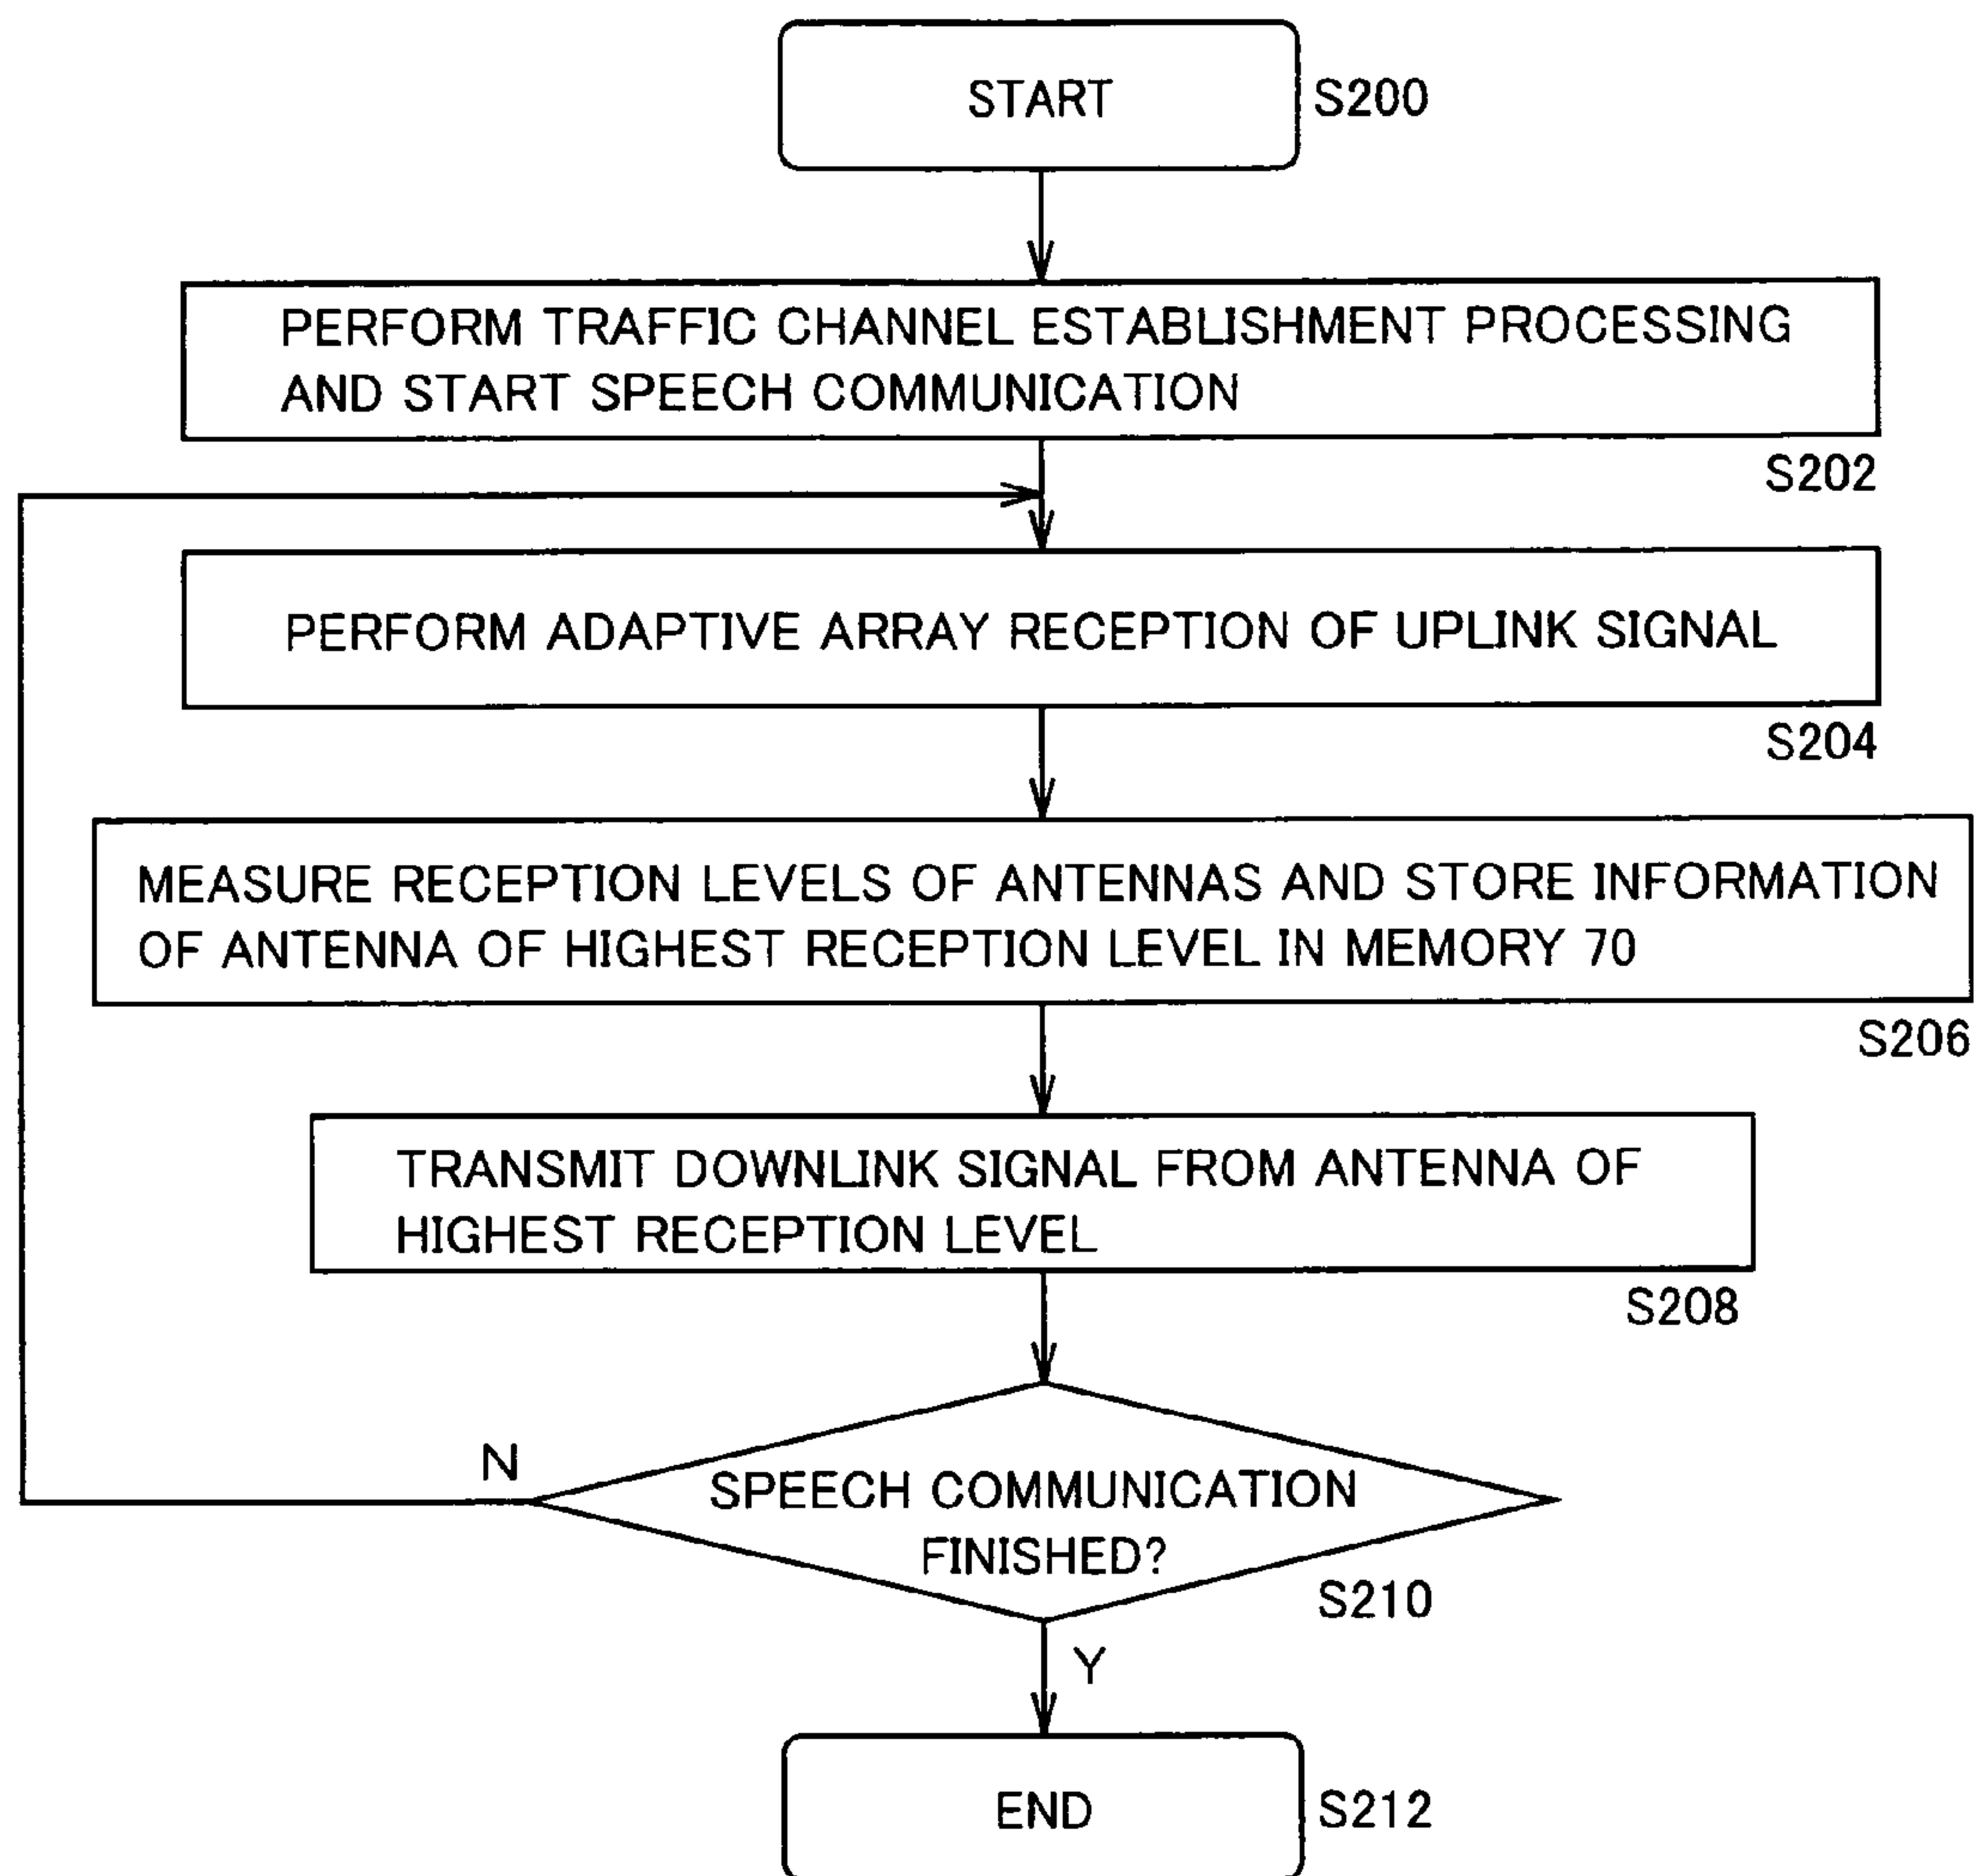 START
S200
PERFORM TRAFFIC CHANNEL ESTABLISHMENT PROCESSING
AND START SPEECH COMMUNICATION
S202
PERFORM ADAPTIVE ARRAY RECEPTION OF UPLINK SIGNAL
S204
MEASURE RECEPTION LEVELS OF ANTENNAS AND STORE INFORMATION
OF ANTENNA OF HIGHEST RECEPTION LEVEL IN MEMORY 70
S206
TRANSMIT DOWNLINK SIGNAL FROM ANTENNA OF
HIGHEST RECEPTION LEVEL
S208
N
SPEECH COMMUNICATION
FINISHED?
S210
Y
END
S212